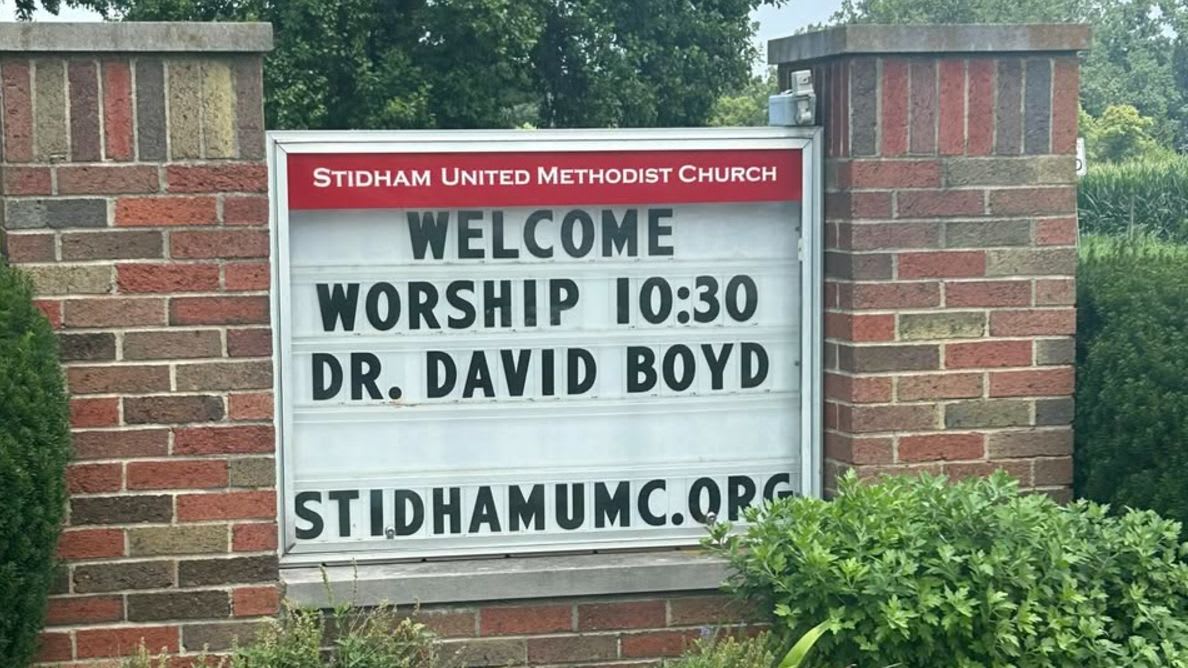 STIDHAM UNITED METHODIST CHURCH
WELCOME
WORSHIP 10:30
DR. DAVID BOYD
STIDHAMUMC.ORG